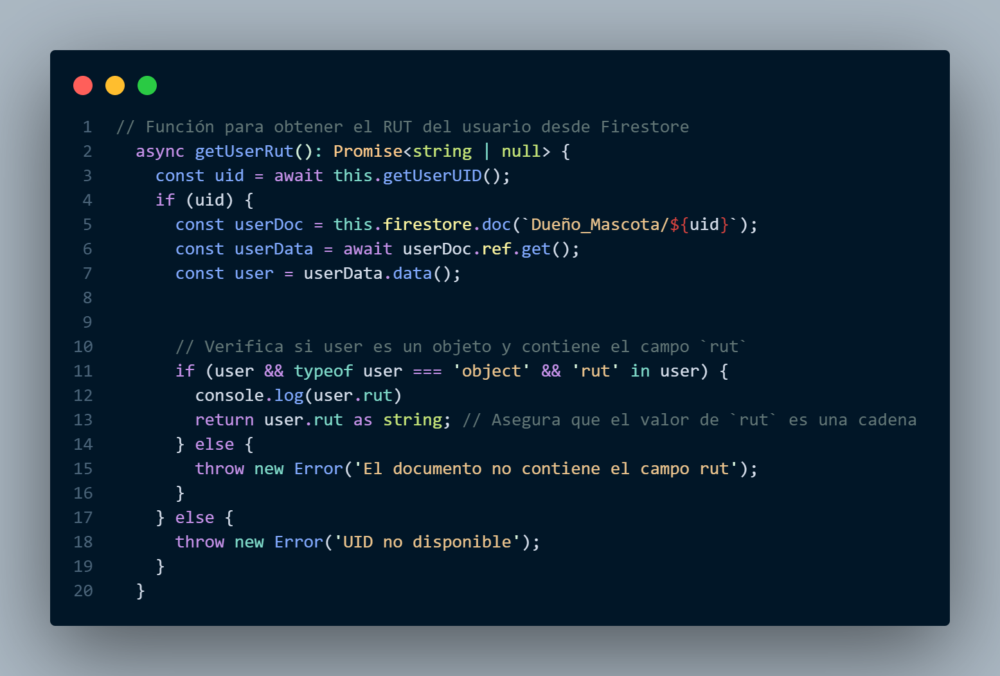 1 // Función para obtener el RUT del usuario desde Firestore
2 async getUserRut(): Promise<string | null> {
3 const uid = await this.getUserUID();
4 if (uid) {
5 const userDoc = this.firestore.doc(`Dueño_Mascota/${uid}`);
6 const userData = await userDoc.ref.get();
7 const user = userData.data();
8
9
10 // Verifica si user es un objeto y contiene el campo `rut`
11 if (user && typeof user === 'object' && 'rut' in user) {
12 console.log(user.rut)
13 return user.rut as string; // Asegura que el valor de `rut` es una cadena
14 } else {
15 throw new Error('El documento no contiene el campo rut');
16 }
17 } else {
18 throw new Error('UID no disponible');
19 }
20 }